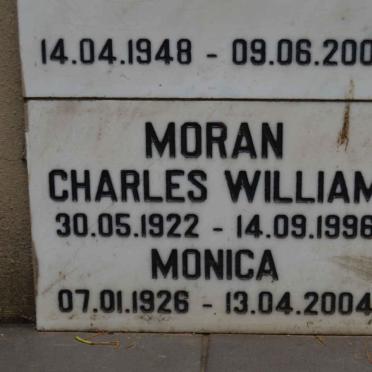 14.04.1948 - 09.06.200
MORAN
CHARLES WILLIAM
30.05.1922 - 14.09.1996
MONICA
07.01.1926 - 13.04.2004